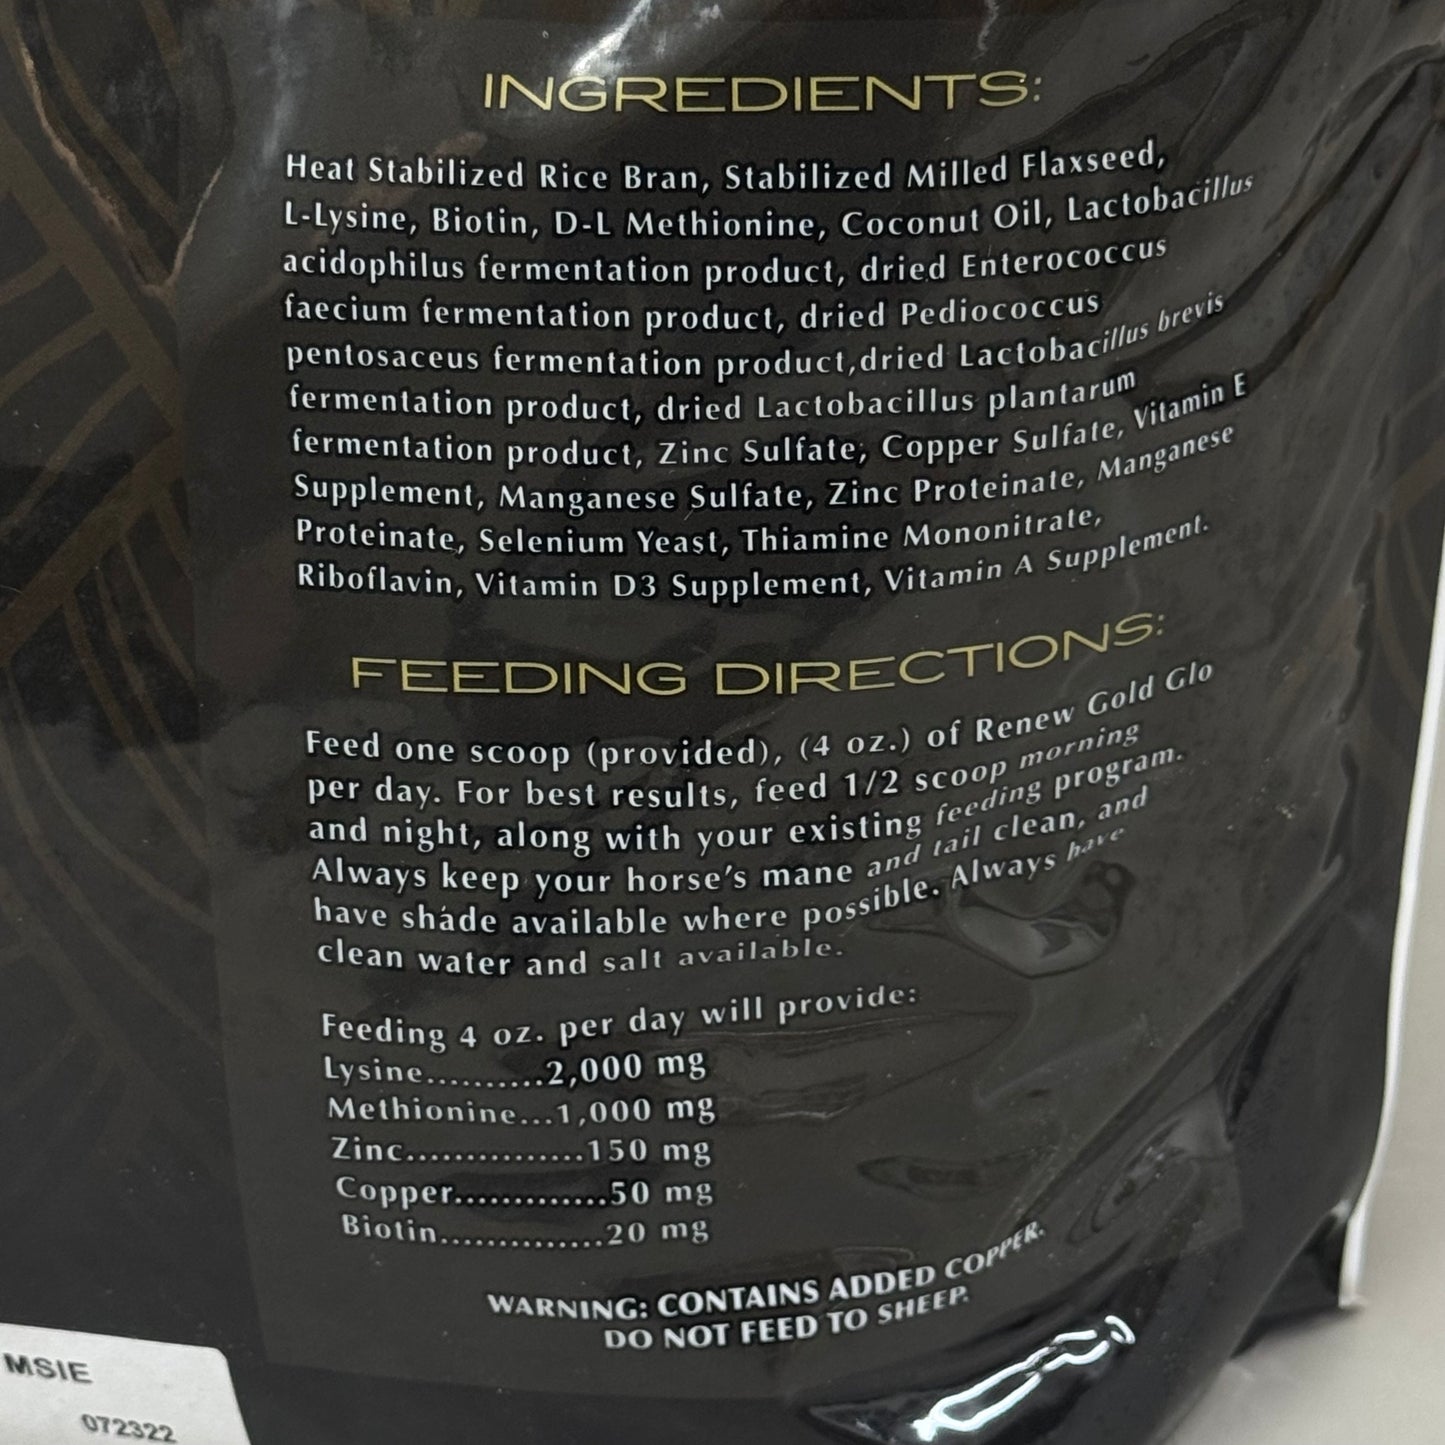 INGREDIENTS:
Heat Stabilized Rice Bran, Stabilized Milled Flaxseed,
L-Lysine, Biotin, D-L Methionine, Coconut Oil, Lactobacillus
acidophilus fermentation product, dried Enterococcus
faecium fermentation product, dried Pediococcus
pentosaceus fermentation product,dried Lactobacillus brevis
fermentation product, dried Lactobacillus plantarum
fermentation product, Zinc Sulfate, Copper Sulfate, Vitamin E
Supplement, Manganese Sulfate, Zinc Proteinate, Manganese
Proteinate, Selenium Yeast, Thiamine Mononitrate,
Riboflavin, Vitamin D3 Supplement, Vitamin A Supplement.
FEEDING DIRECTIONS:
Feed one scoop (provided), (4 oz.) of Renew Gold Glo
per day. For best results, feed 1/2 scoop morning
and night, along with your existing feeding program.
Always keep your horse's mane and tail clean, and
have shade available where possible. Always have
clean water and salt available.
Feeding 4 oz. per day will provide:
Lysine..........2,000 mg
Methionine...1,000 mg
Zinc...............150 mg
Copper.............50 mg
Biotin..............20 mg
WARNING: CONTAINS ADDED COPPER.
DO NOT FEED TO SHEEP.
MSIE
072322